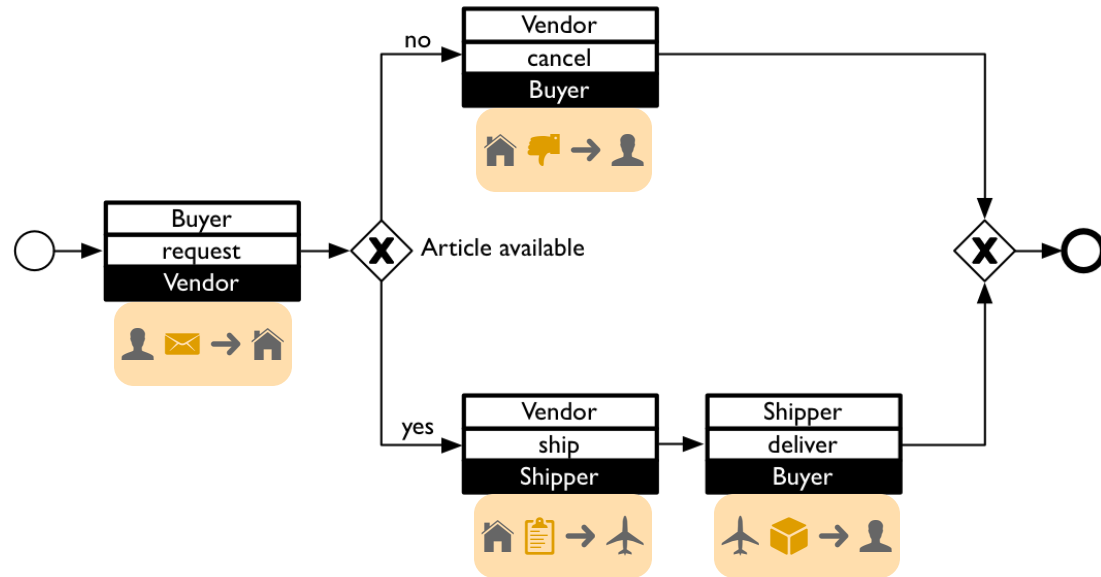 Vendor
cancel
Buyer
no
Buyer
request
Vendor
X
Article available
X
yes
Vendor
ship
Shipper
Shipper
deliver
Buyer